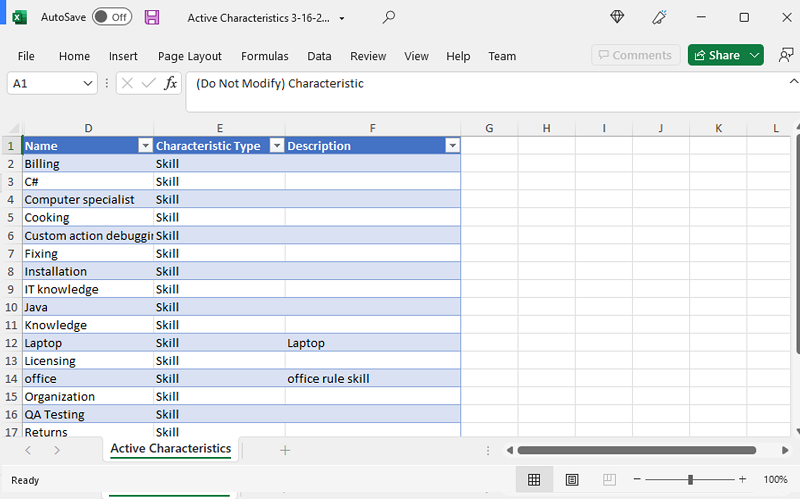 AutoSave Off Active Characteristics 3-16-2...
File Home Insert Page Layout Formulas Data Review View Help Team Comments Share
A1 fx (Do Not Modify) Characteristic
D E F G H I J K L
1 Name Characteristic Type Description
2 Billing Skill
3 C# Skill
4 Computer specialist Skill
5 Cooking Skill
6 Custom action debuggin Skill
7 Fixing Skill
8 Installation Skill
9 IT knowledge Skill
10 Java Skill
11 Knowledge Skill
12 Laptop Skill Laptop
13 Licensing Skill
14 office Skill office rule skill
15 Organization Skill
16 QA Testing Skill
17 Returns Skill
Active Characteristics
Ready 100%